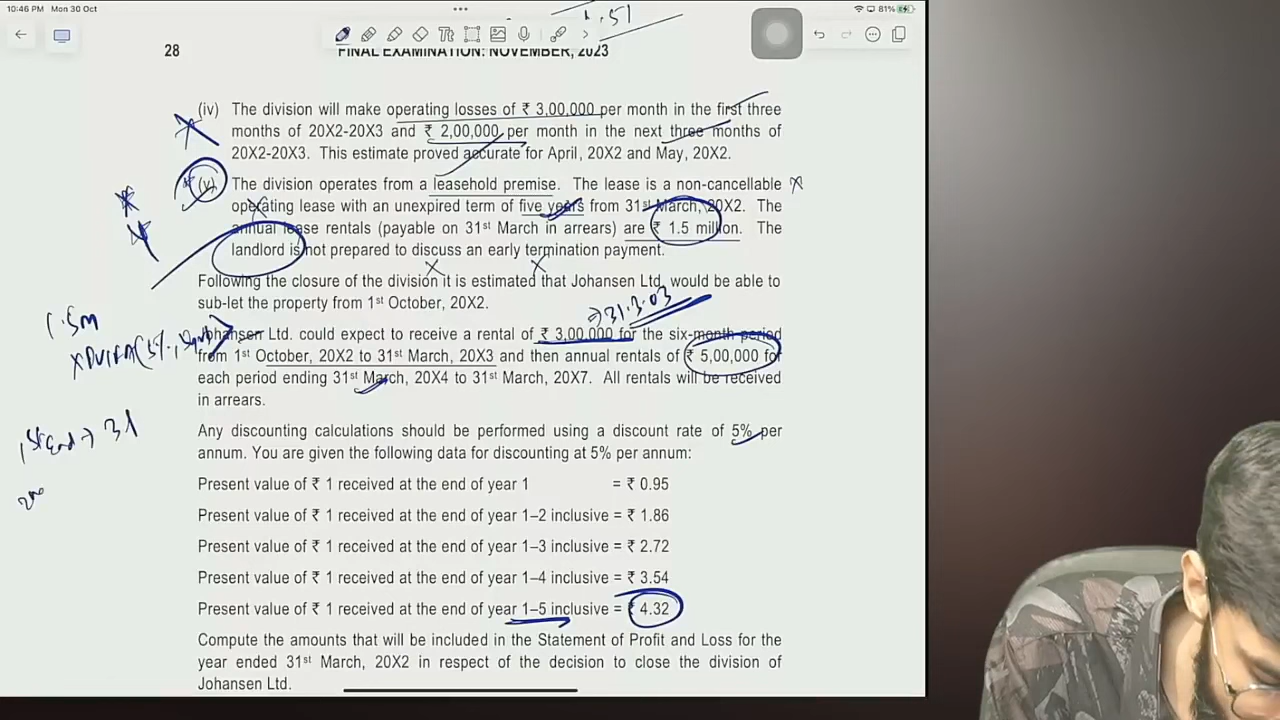 10:46 PM Mon 30 Oct
81%
.51
28 FINAL EXAMINATION: NOVEMBER, 2023
(iv) The division will make operating losses of ₹ 3,00,000 per month in the first three
months of 20X2-20X3 and ₹ 2,00,000 per month in the next three months of
20X2-20X3. This estimate proved accurate for April, 20X2 and May, 20X2.
(v) The division operates from a leasehold premise. The lease is a non-cancellable
operating lease with an unexpired term of five years from 31st March, 20X2. The
annual lease rentals (payable on 31st March in arrears) are ₹ 1.5 million. The
landlord is not prepared to discuss an early termination payment.
Following the closure of the division it is estimated that Johansen Ltd. would be able to
sub-let the property from 1st October, 20X2.
⇒31.3.03
1.5m
Johansen Ltd. could expect to receive a rental of ₹ 3,00,000 for the six-month period
from 1st October, 20X2 to 31st March, 20X3 and then annual rentals of ₹ 5,00,000 for
each period ending 31st March, 20X4 to 31st March, 20X7. All rentals will be received
in arrears.
Any discounting calculations should be performed using a discount rate of 5% per
annum. You are given the following data for discounting at 5% per annum:
Present value of ₹ 1 received at the end of year 1 = ₹ 0.95
Present value of ₹ 1 received at the end of year 1–2 inclusive = ₹ 1.86
Present value of ₹ 1 received at the end of year 1–3 inclusive = ₹ 2.72
Present value of ₹ 1 received at the end of year 1–4 inclusive = ₹ 3.54
Present value of ₹ 1 received at the end of year 1–5 inclusive = ₹ 4.32
Compute the amounts that will be included in the Statement of Profit and Loss for the
year ended 31st March, 20X2 in respect of the decision to close the division of
Johansen Ltd.